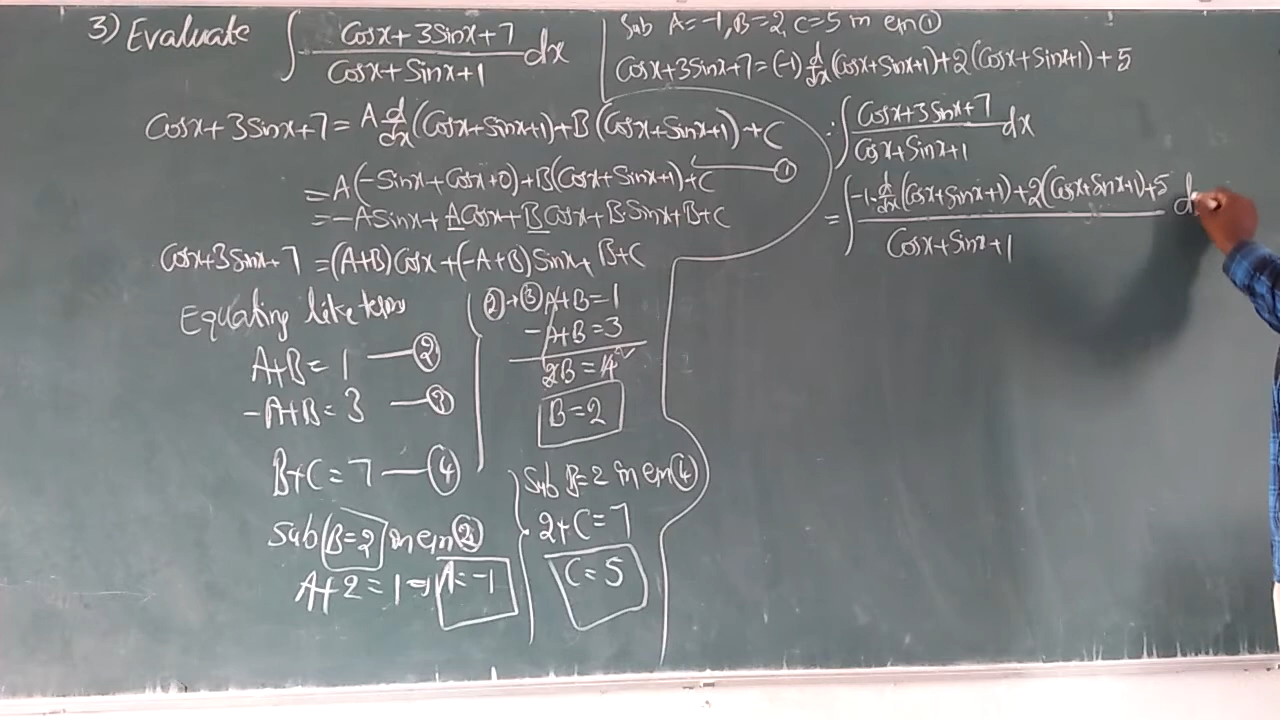 3) Evaluate ∫ (Cosx+3Sinx+7)/(Cosx+Sinx+1) dx
Cosx+3Sinx+7 = A d/dx (Cosx+Sinx+1)+B(Cosx+Sinx+1)+C
①
=A(-Sinx+Cosx+0)+B(Cosx+Sinx+1)+C
=-ASinx+ACosx+BCosx+B·Sinx+B+C
Cosx+3Sinx+7 =(A+B)Cosx+(-A+B)Sinx+B+C
Equating like terms
A+B=1 — ②
-A+B=3 — ③
B+C=7 — ④
Sub B=2 in eqn ②
A+2=1⇒A=-1
②+③ A+B=1
-A+B=3
2B=4
B=2
Sub B=2 in eqn ④
2+C=7
C=5
Sub A=-1, B=2, C=5 in eqn ①
Cosx+3Sinx+7=(-1) d/dx (Cosx+Sinx+1)+2(Cosx+Sinx+1)+5
∴ ∫ (Cosx+3Sinx+7)/(Cosx+Sinx+1) dx
= ∫ (-1· d/dx (Cosx+Sinx+1)+2(Cosx+Sinx+1)+5)/(Cosx+Sinx+1) dx